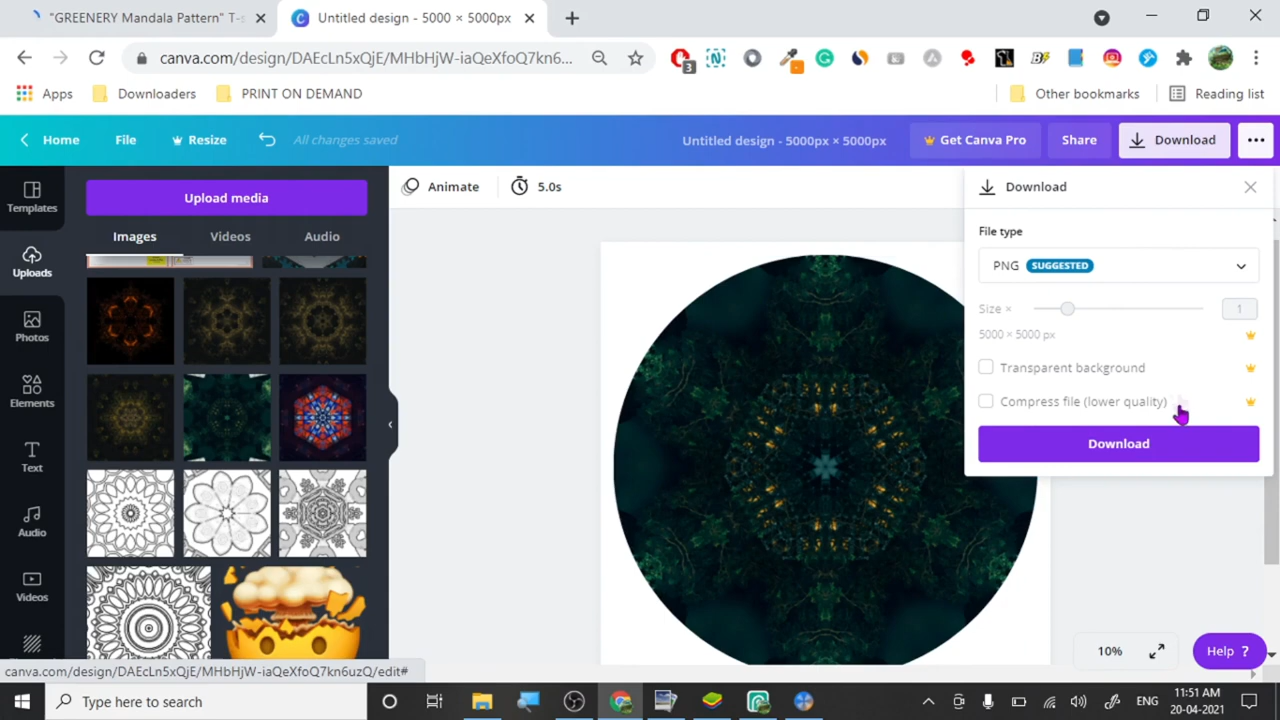 "GREENERY Mandala Pattern" T-s
Untitled design - 5000 × 5000px
canva.com/design/DAEcLn5xQjE/MHbHjW-iaQeXfoQ7kn6...
3
Apps
Downloaders
PRINT ON DEMAND
Other bookmarks
Reading list
Home
File
Resize
All changes saved
Untitled design - 5000px × 5000px
Get Canva Pro
Share
Download
Templates
Uploads
Photos
Elements
Text
Audio
Videos
Upload media
Images
Videos
Audio
Animate
5.0s
Download
File type
PNG SUGGESTED
Size ×
1
5000 × 5000 px
Transparent background
Compress file (lower quality)
Download
10%
Help ?
canva.com/design/DAEcLn5xQjE/MHbHjW-iaQeXfoQ7kn6uzQ/edit#
Type here to search
ENG
11:51 AM
20-04-2021